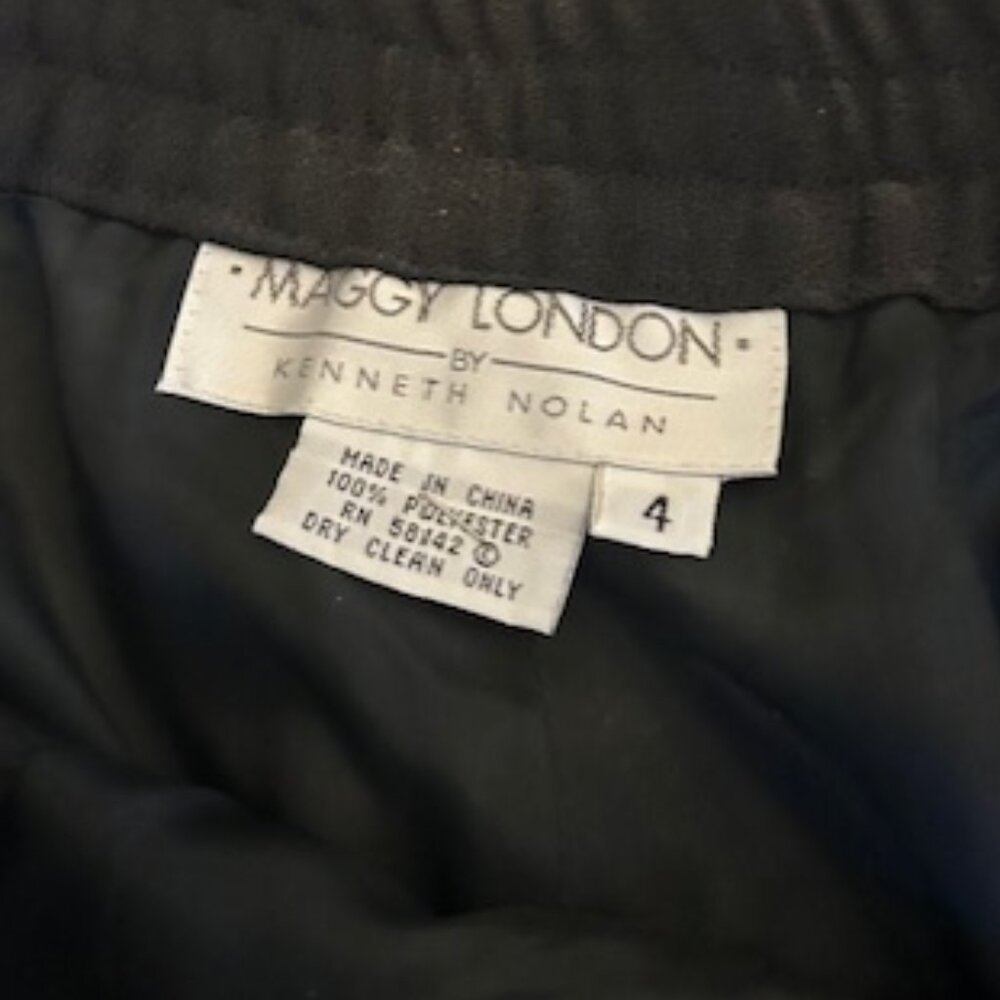 • MAGGY LONDON •
BY
KENNETH NOLAN
MADE IN CHINA
100% POLYESTER
RN 58142 ©
DRY CLEAN ONLY
4